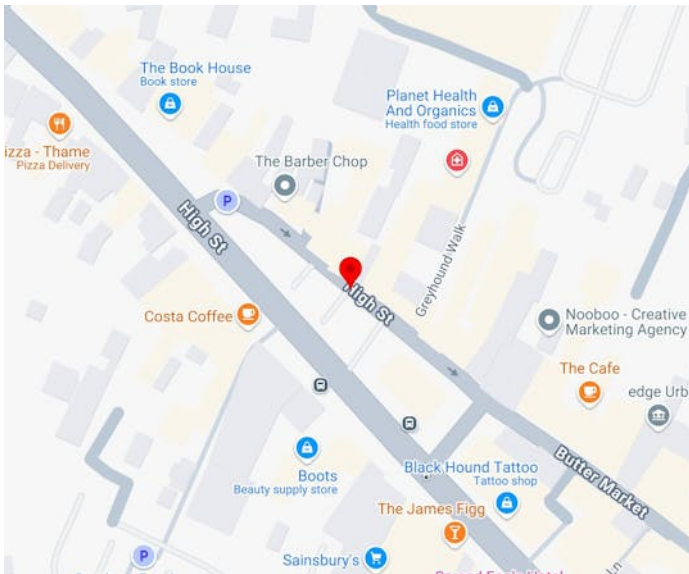 The Book House
Book store
Planet Health
And Organics
Health food store
izza - Thame
Pizza Delivery
The Barber Chop
P
High St
High St
Greyhound Walk
Costa Coffee
Nooboo - Creative
Marketing Agency
The Cafe
edge Urb
Boots
Beauty supply store
Black Hound Tattoo
Tattoo shop
Butter Market
The James Figg
P
Sainsbury's
Ln